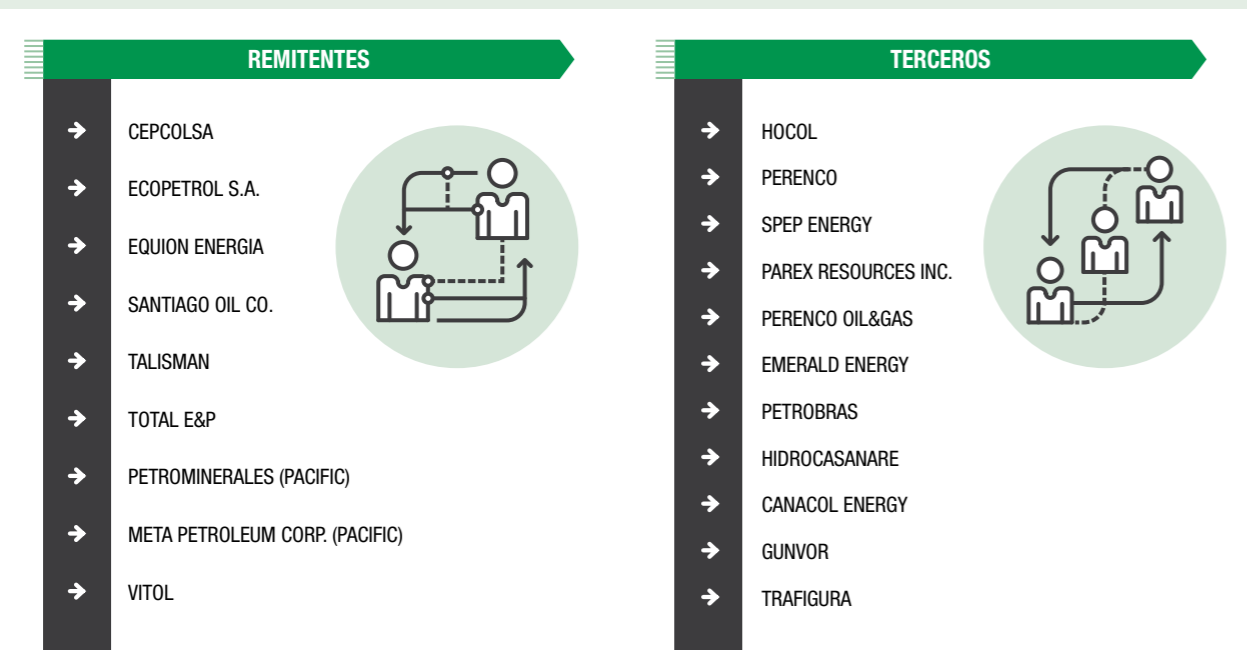 REMITENTES
CEPCOLSA
ECOPETROL S.A.
EQUION ENERGIA
SANTIAGO OIL CO.
TALISMAN
TOTAL E&P
PETROMINERALES (PACIFIC)
META PETROLEUM CORP. (PACIFIC)
VITOL
TERCEROS
HOCOL
PERENCO
SPEP ENERGY
PAREX RESOURCES INC.
PERENCO OIL&GAS
EMERALD ENERGY
PETROBRAS
HIDROCASANARE
CANACOL ENERGY
GUNVOR
TRAFIGURA